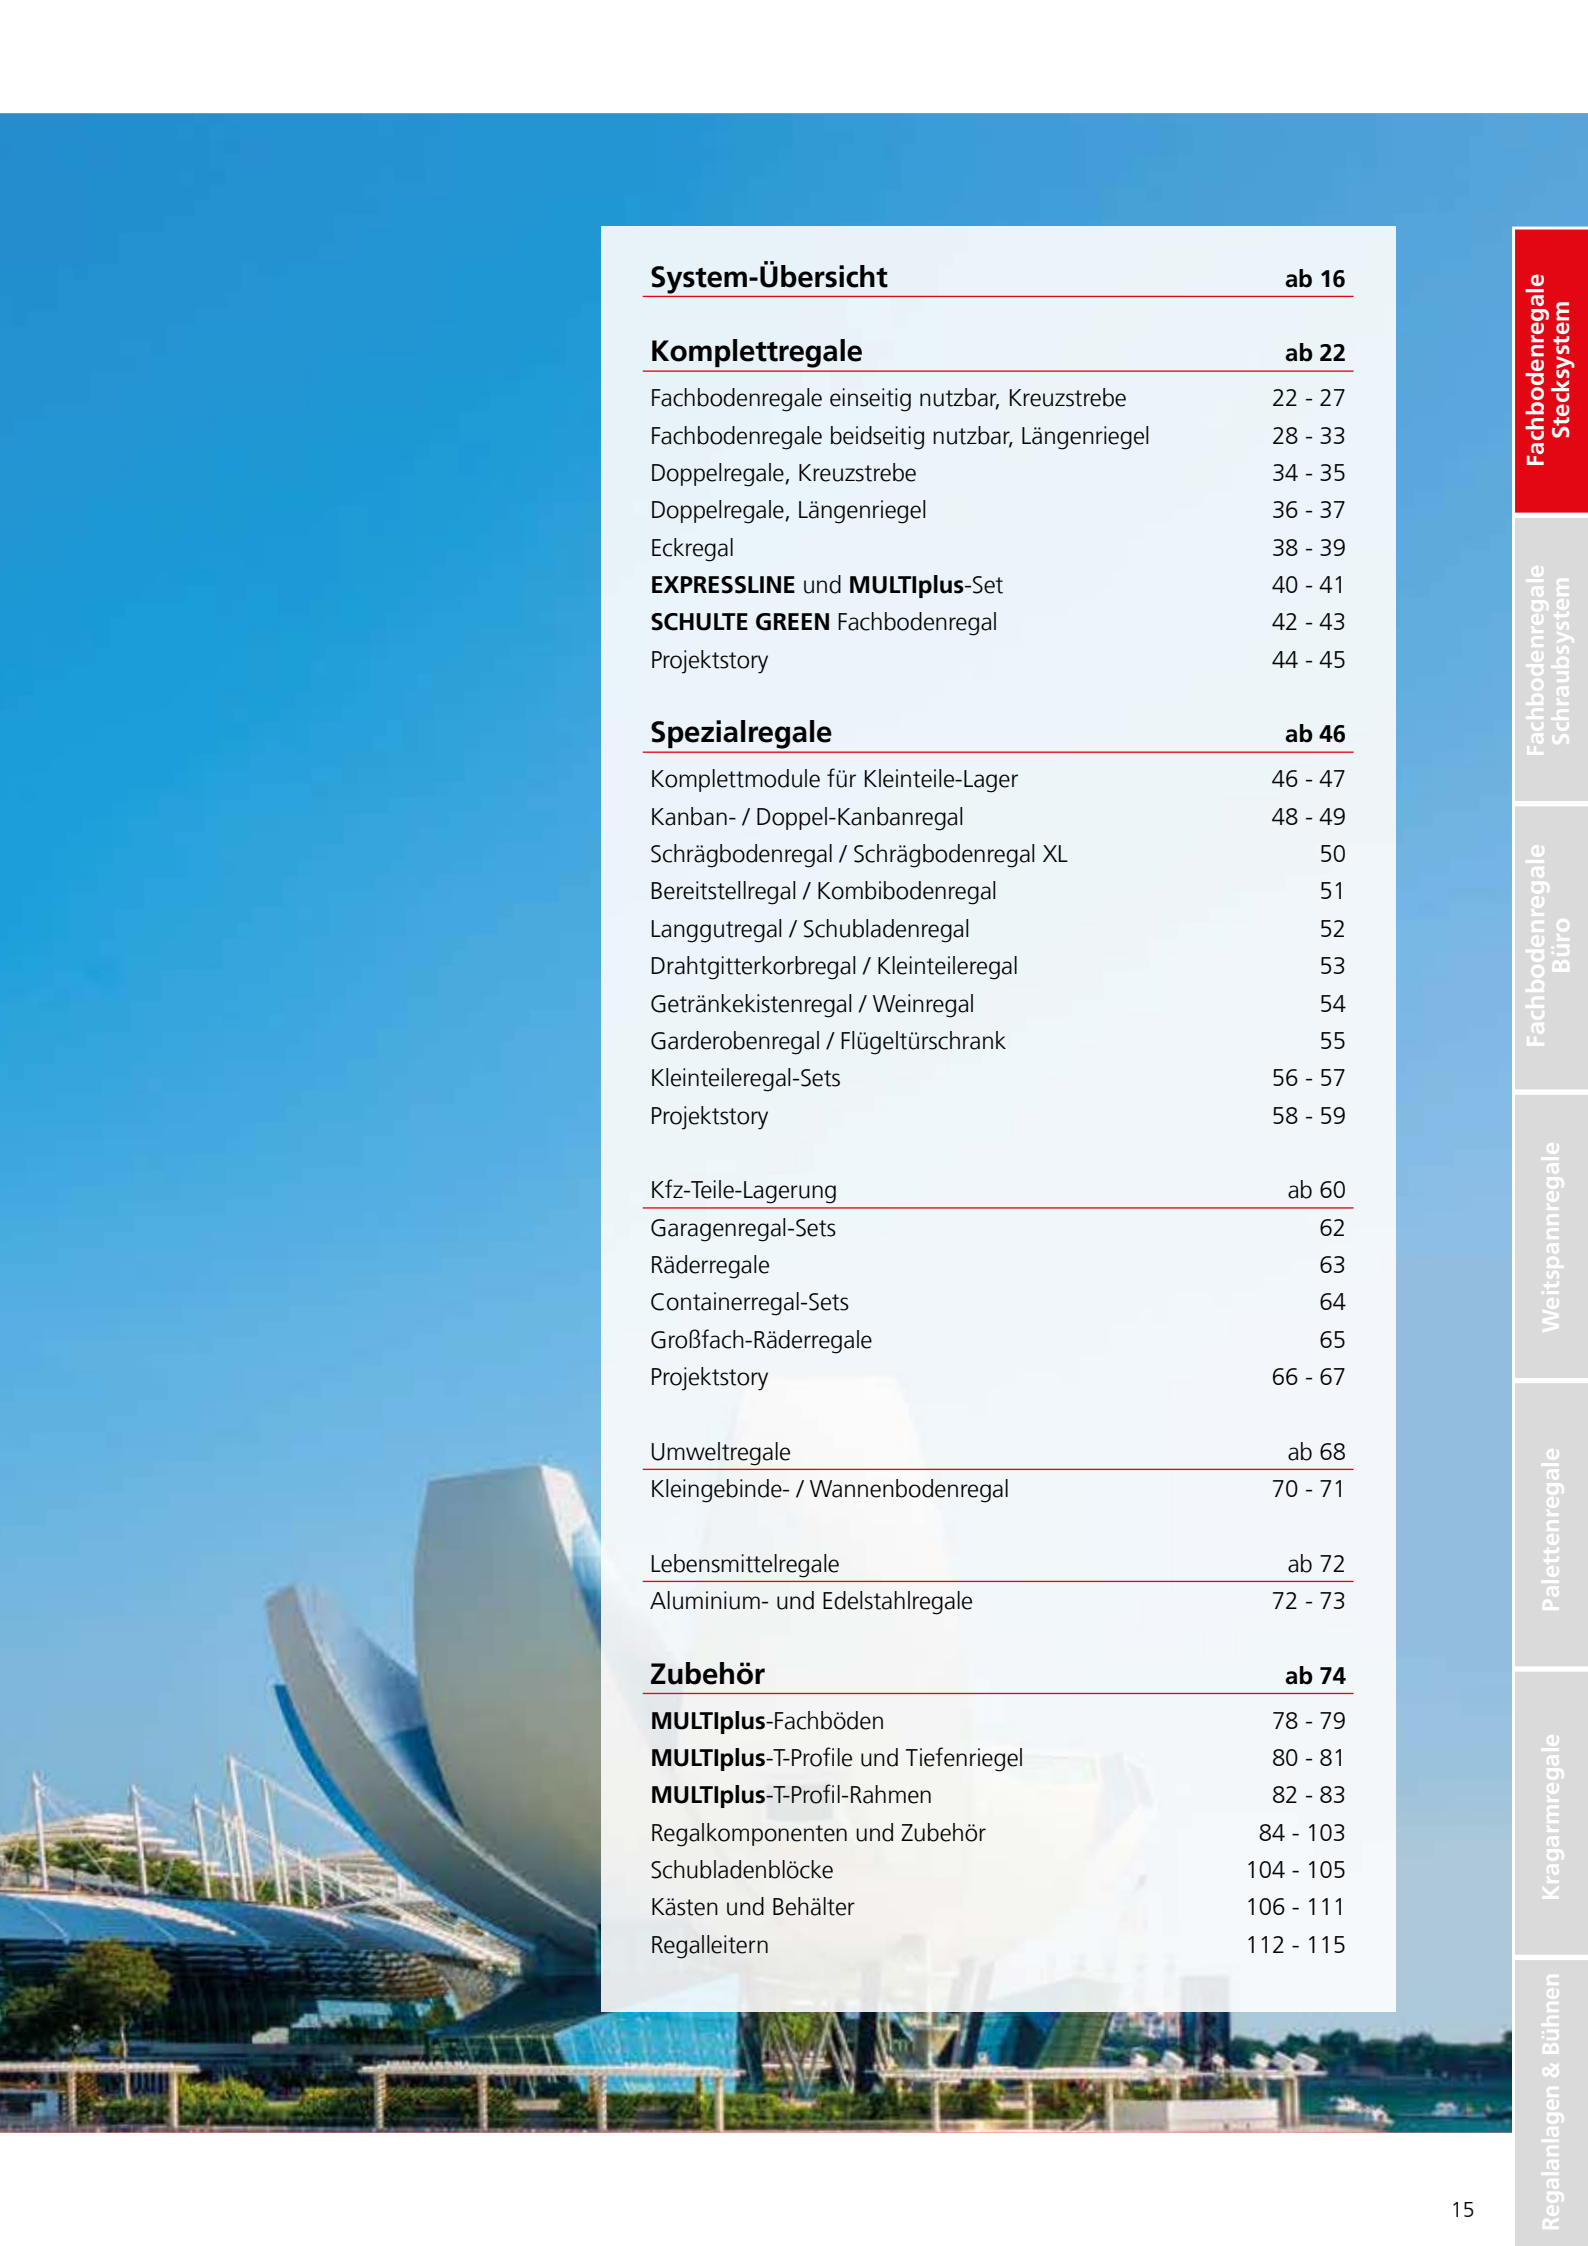 System-Übersicht ab 16
Komplettregale ab 22
Fachbodenregale einseitig nutzbar, Kreuzstrebe 22 - 27
Fachbodenregale beidseitig nutzbar, Längenriegel 28 - 33
Doppelregale, Kreuzstrebe 34 - 35
Doppelregale, Längenriegel 36 - 37
Eckregal 38 - 39
EXPRESSLINE und MULTIplus-Set 40 - 41
SCHULTE GREEN Fachbodenregal 42 - 43
Projektstory 44 - 45
Spezialregale ab 46
Komplettmodule für Kleinteile-Lager 46 - 47
Kanban- / Doppel-Kanbanregal 48 - 49
Schrägbodenregal / Schrägbodenregal XL 50
Bereitstellregal / Kombibodenregal 51
Langgutregal / Schubladenregal 52
Drahtgitterkorbregal / Kleinteileregal 53
Getränkekistenregal / Weinregal 54
Garderobenregal / Flügeltürschrank 55
Kleinteileregal-Sets 56 - 57
Projektstory 58 - 59
Kfz-Teile-Lagerung ab 60
Garagenregal-Sets 62
Räderregale 63
Containerregal-Sets 64
Großfach-Räderregale 65
Projektstory 66 - 67
Umweltregale ab 68
Kleingebinde- / Wannenbodenregal 70 - 71
Lebensmittelregale ab 72
Aluminium- und Edelstahlregale 72 - 73
Zubehör ab 74
MULTIplus-Fachböden 78 - 79
MULTIplus-T-Profile und Tiefenriegel 80 - 81
MULTIplus-T-Profil-Rahmen 82 - 83
Regalkomponenten und Zubehör 84 - 103
Schubladenblöcke 104 - 105
Kästen und Behälter 106 - 111
Regalleitern 112 - 115
Fachbodenregale
Stecksystem
Fachbodenregale
Schraubsystem
Fachbodenregale
Büro
Weitspannregale
Palettenregale
Kragarmregale
Regalanlagen & Bühnen
15